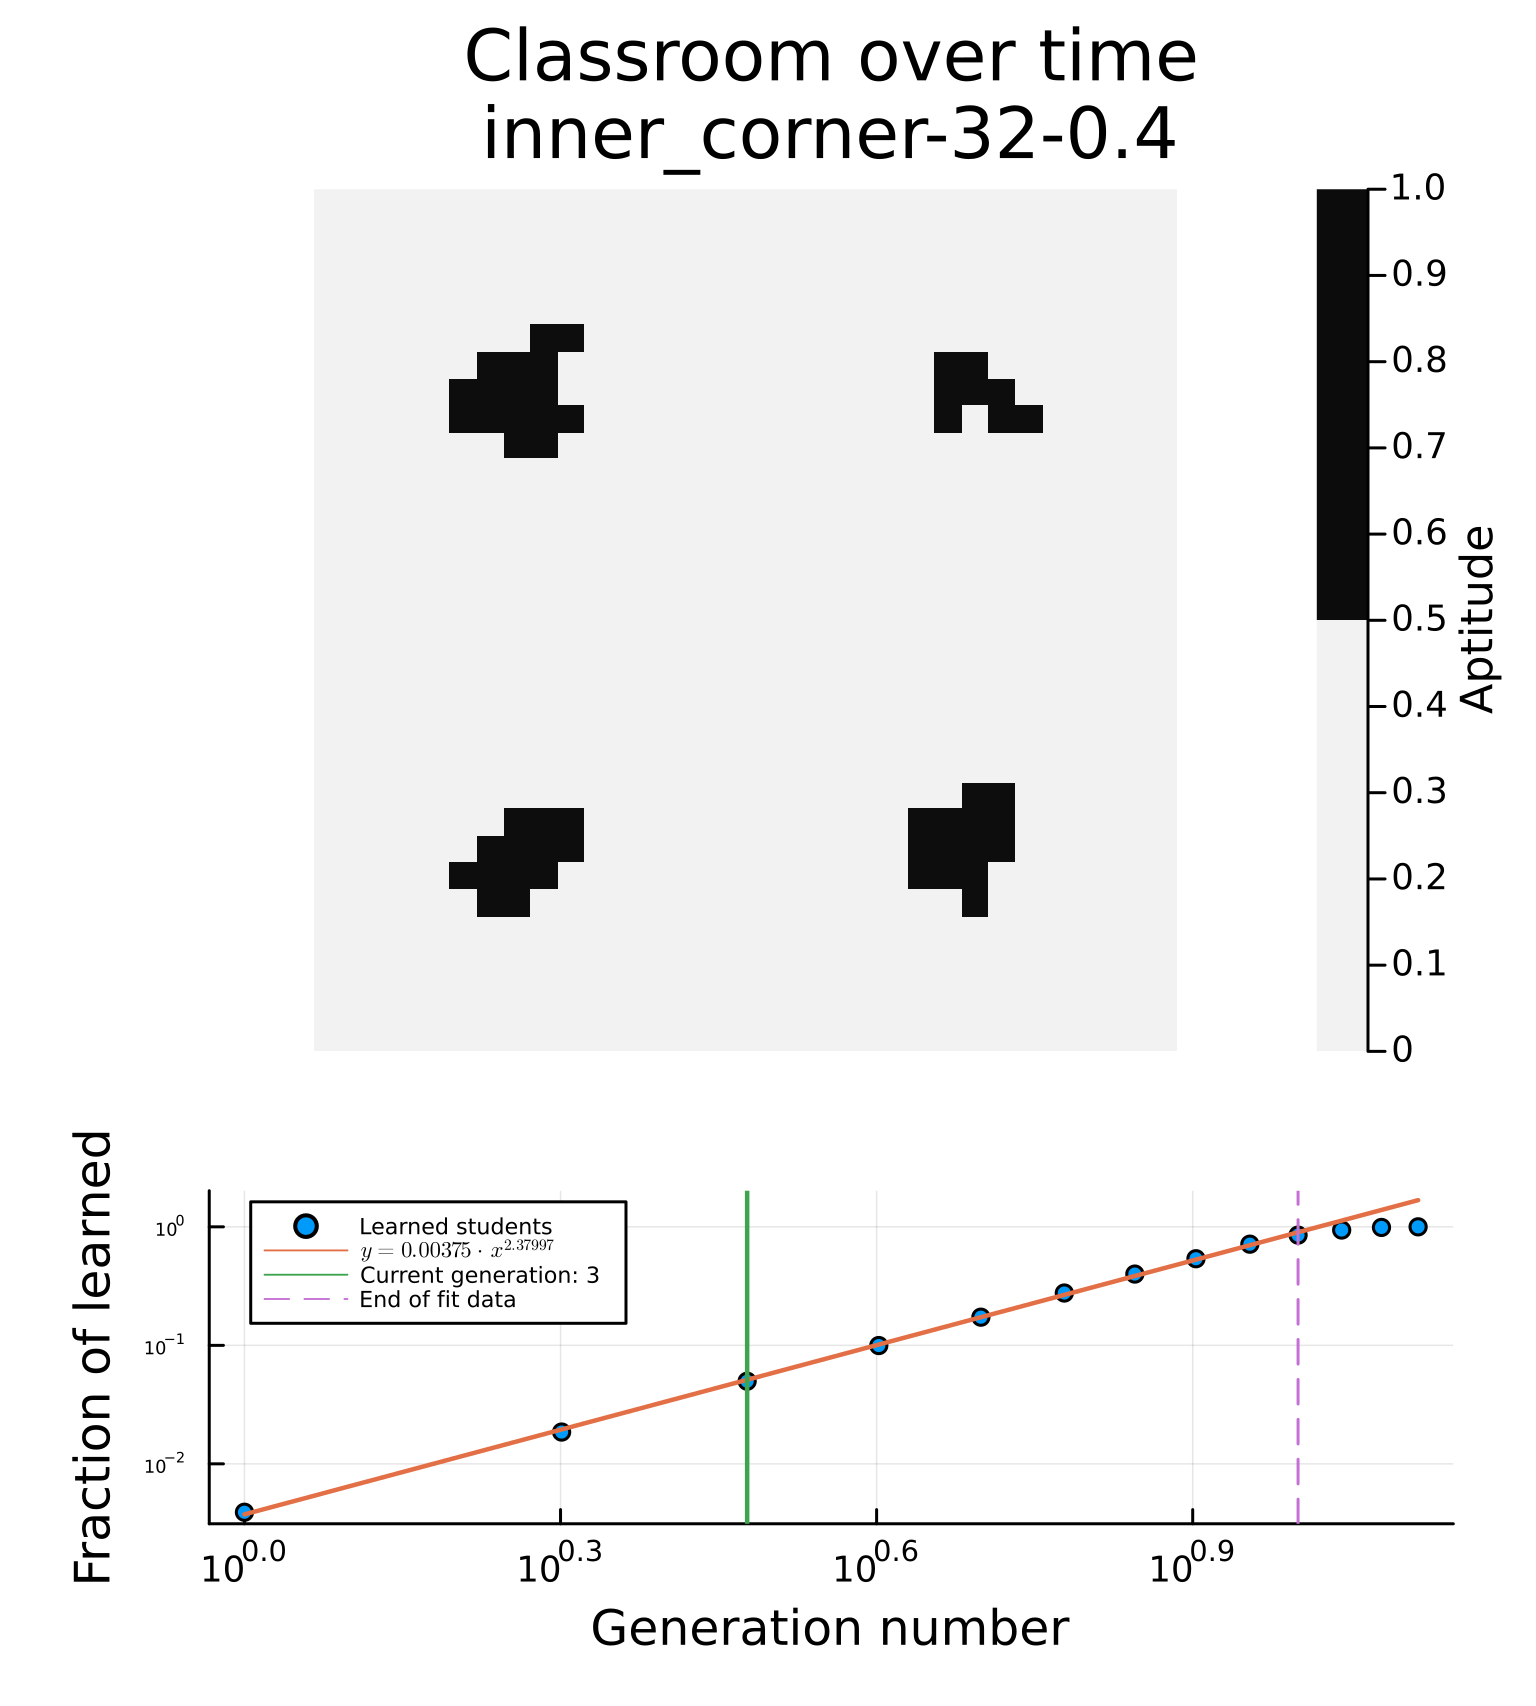 Classroom over time
inner_corner-32-0.4
1.0
0.9
0.8
0.7
0.6
0.5
0.4
0.3
0.2
0.1
0
Aptitude
Fraction of learned
10⁰
10⁻¹
10⁻²
Learned students
y = 0.00375 · x^2.37997
Current generation: 3
End of fit data
10^0.0 10^0.3 10^0.6 10^0.9
Generation number